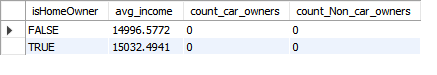 isHomeOwner avg_income count_car_owners count_Non_car_owners
FALSE 14996.5772 0 0
TRUE 15032.4941 0 0